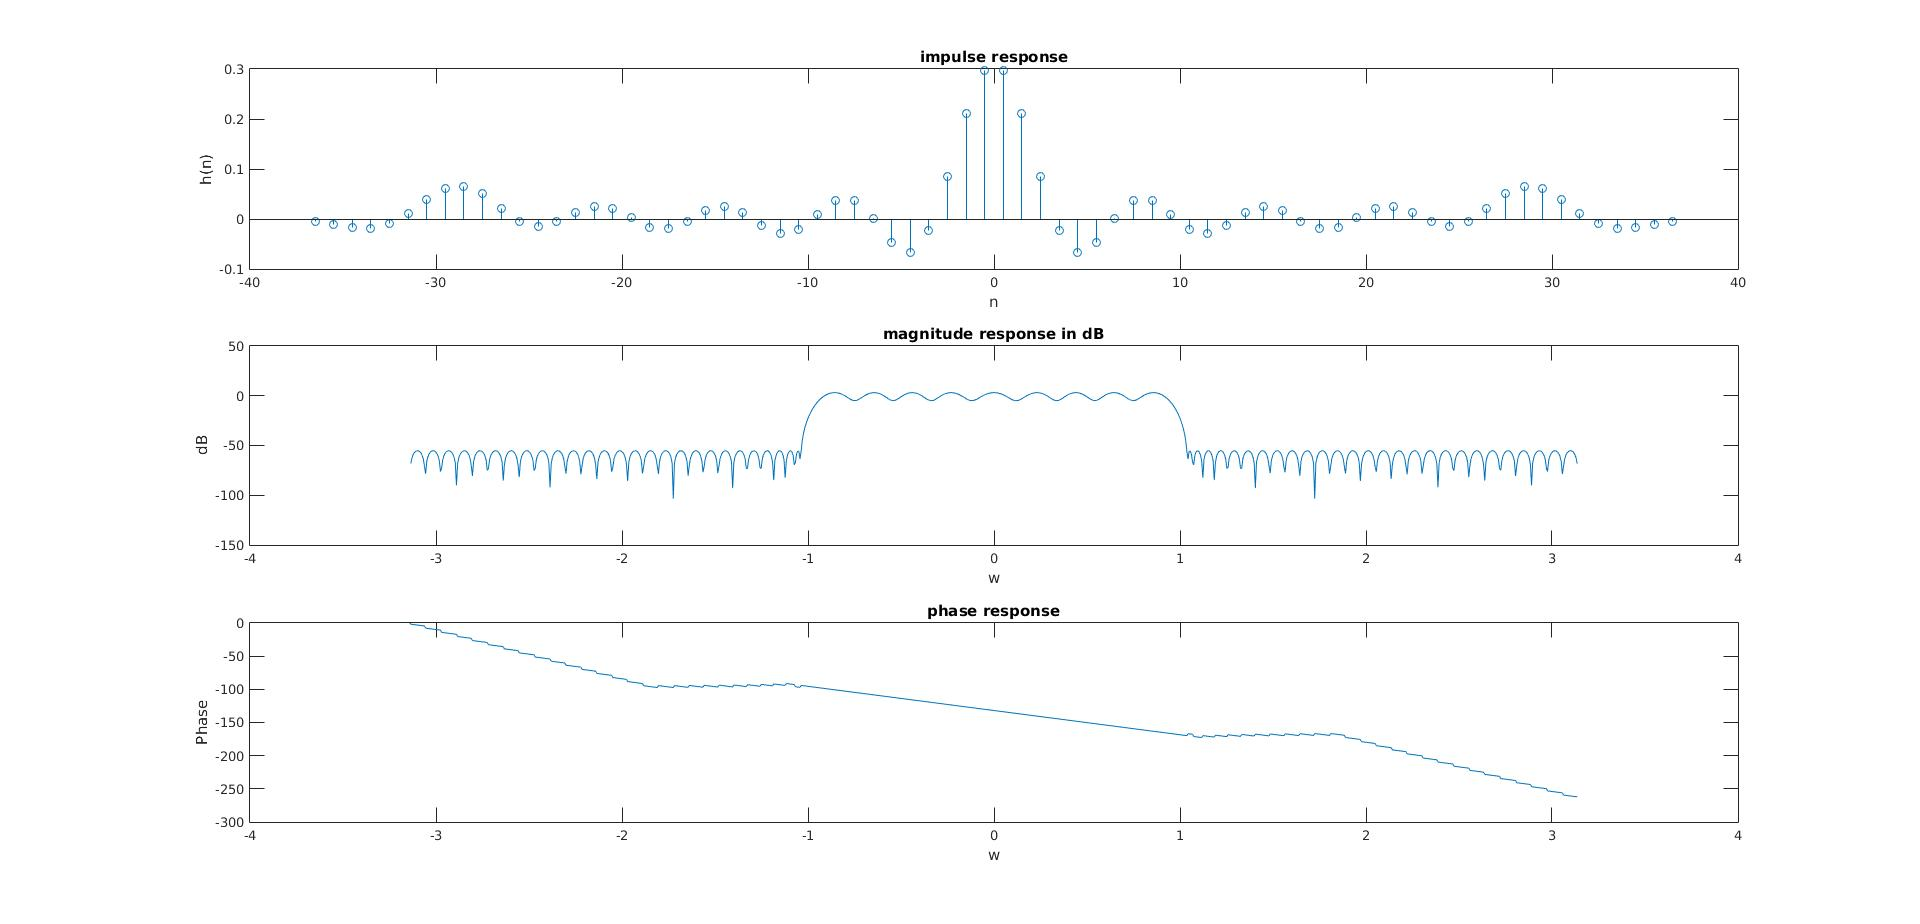 impulse response
0.3
0.2
0.1
0
-0.1
h(n)
-40 -30 -20 -10 0 10 20 30 40
n
magnitude response in dB
50
0
-50
-100
-150
dB
-4 -3 -2 -1 0 1 2 3 4
w
phase response
0
-50
-100
-150
-200
-250
-300
Phase
-4 -3 -2 -1 0 1 2 3 4
w